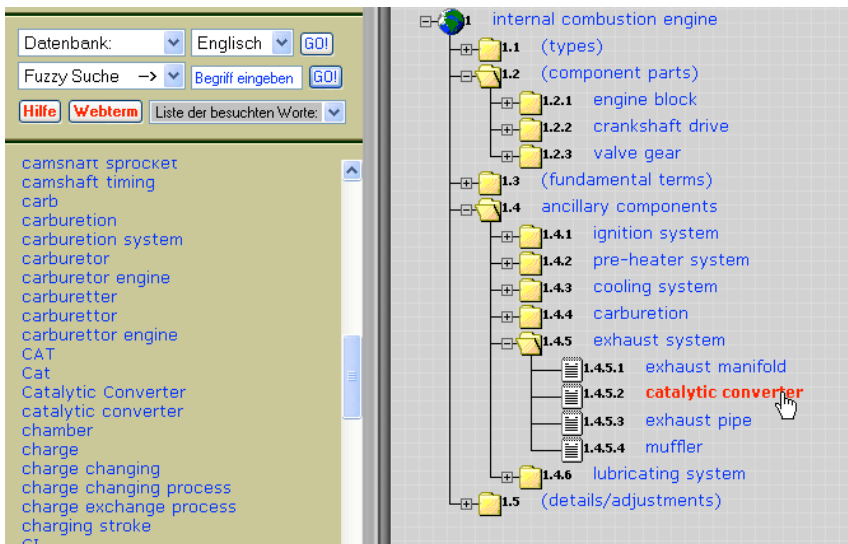 Datenbank: Englisch GO!
Fuzzy Suche –> Begriff eingeben GO!
Hilfe Webterm Liste der besuchten Worte:
camshaft sprocket
camshaft timing
carb
carburetion
carburetion system
carburetor
carburetor engine
carburetter
carburettor
carburettor engine
CAT
Cat
Catalytic Converter
catalytic converter
chamber
charge
charge changing
charge changing process
charge exchange process
charging stroke
CI
1 internal combustion engine
1.1 (types)
1.2 (component parts)
1.2.1 engine block
1.2.2 crankshaft drive
1.2.3 valve gear
1.3 (fundamental terms)
1.4 ancillary components
1.4.1 ignition system
1.4.2 pre-heater system
1.4.3 cooling system
1.4.4 carburetion
1.4.5 exhaust system
1.4.5.1 exhaust manifold
1.4.5.2 catalytic converter
1.4.5.3 exhaust pipe
1.4.5.4 muffler
1.4.6 lubricating system
1.5 (details/adjustments)